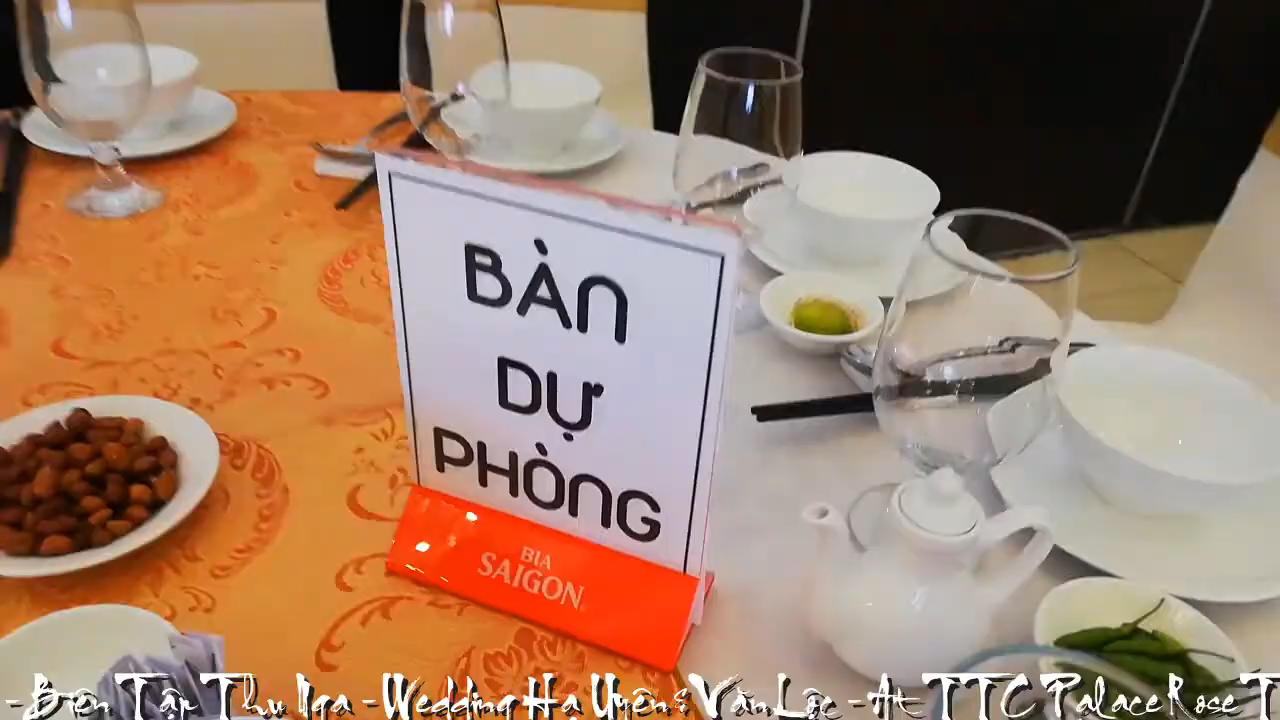 BÀN
DỰ
PHÒNG
BIA
SAIGON
-Biên Tập Thu Nga -Wedding Hạ Uyên & Văn Lộc -At TTC Palace Rose T